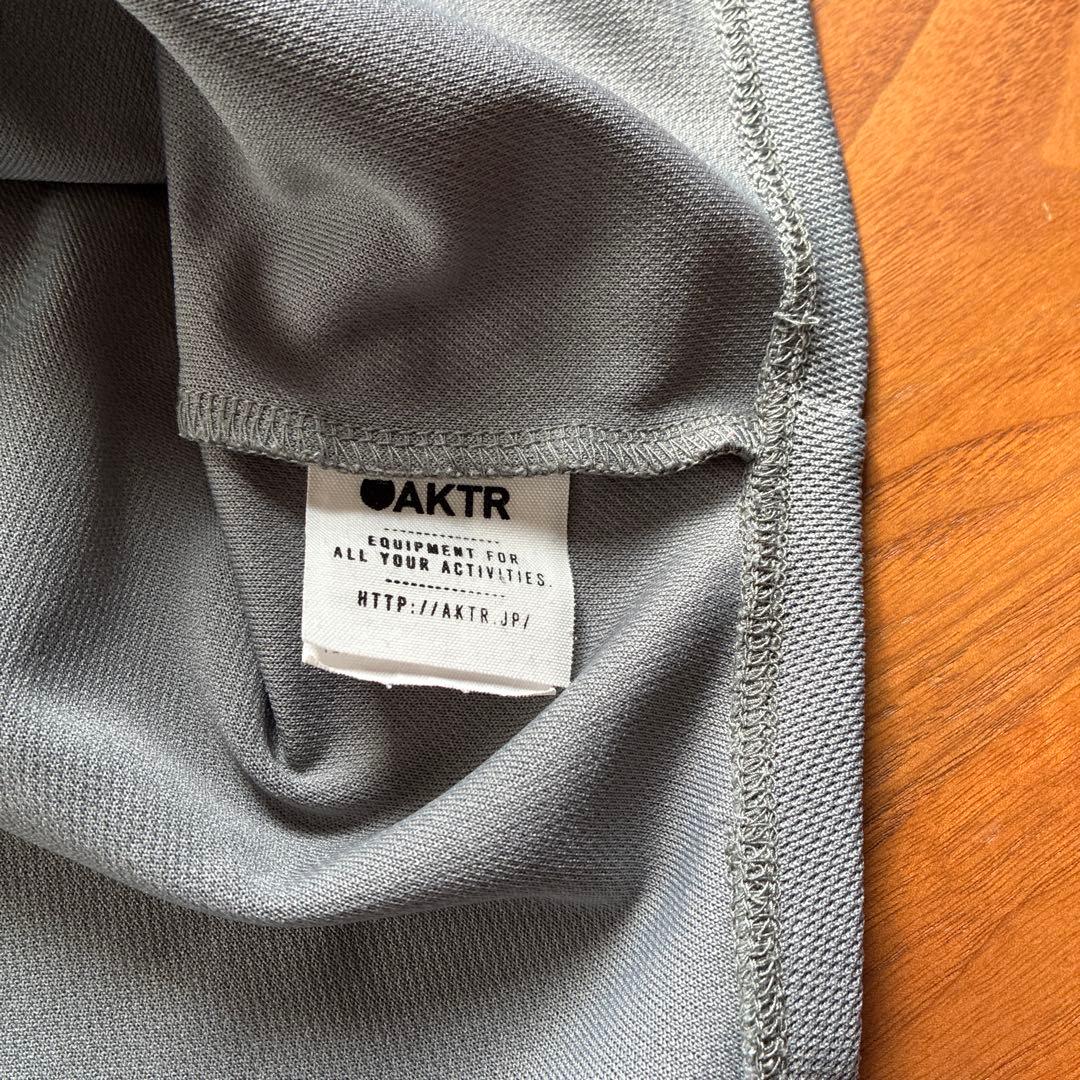 AKTR
EQUIPMENT FOR
ALL YOUR ACTIVITIES.
HTTP://AKTR.JP/